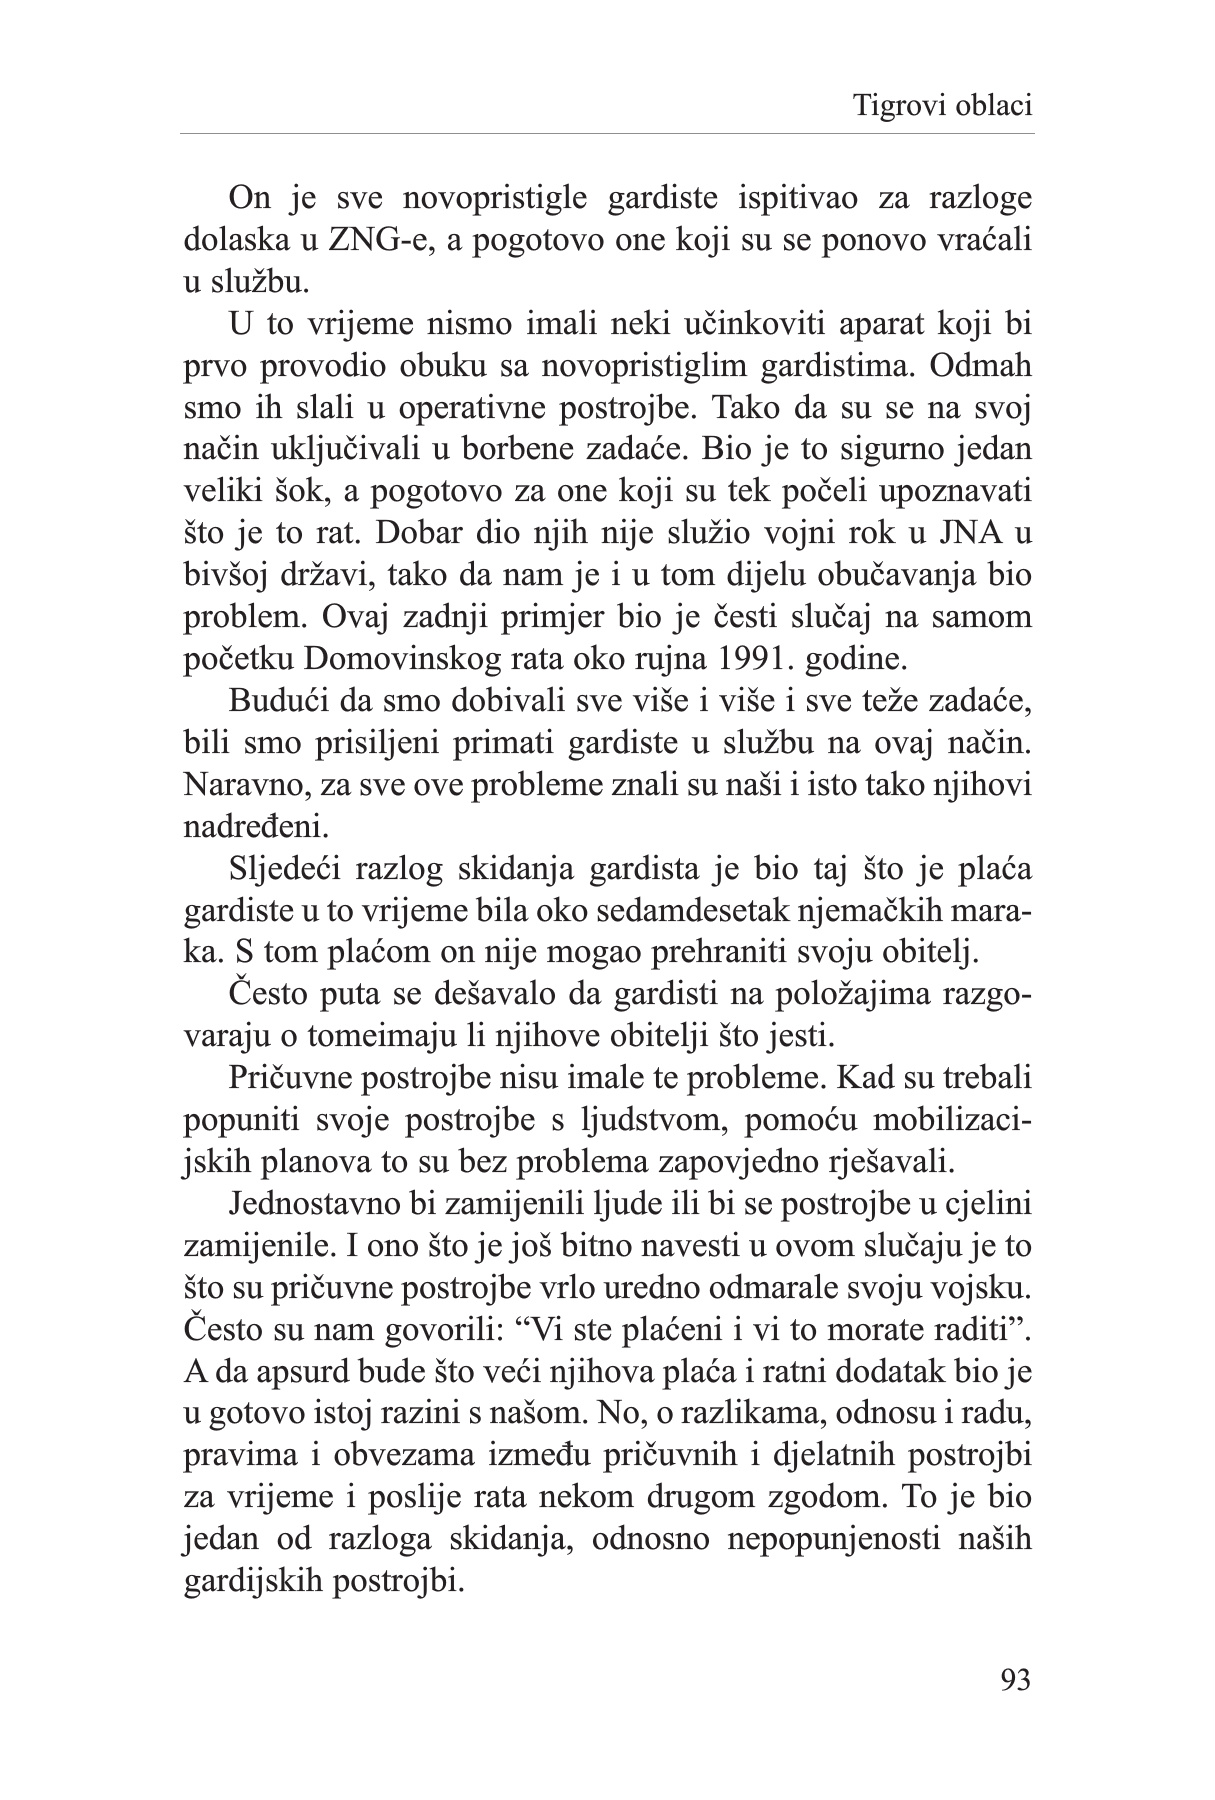 Tigrovi oblaci
On je sve novopristigle gardiste ispitivao za razloge
dolaska u ZNG-e, a pogotovo one koji su se ponovo vraćali
u službu.
U to vrijeme nismo imali neki učinkoviti aparat koji bi
prvo provodio obuku sa novopristiglim gardistima. Odmah
smo ih slali u operativne postrojbe. Tako da su se na svoj
način uključivali u borbene zadaće. Bio je to sigurno jedan
veliki šok, a pogotovo za one koji su tek počeli upoznavati
što je to rat. Dobar dio njih nije služio vojni rok u JNA u
bivšoj državi, tako da nam je i u tom dijelu obučavanja bio
problem. Ovaj zadnji primjer bio je česti slučaj na samom
početku Domovinskog rata oko rujna 1991. godine.
Budući da smo dobivali sve više i više i sve teže zadaće,
bili smo prisiljeni primati gardiste u službu na ovaj način.
Naravno, za sve ove probleme znali su naši i isto tako njihovi
nadređeni.
Sljedeći razlog skidanja gardista je bio taj što je plaća
gardiste u to vrijeme bila oko sedamdesetak njemačkih mara-
ka. S tom plaćom on nije mogao prehraniti svoju obitelj.
Često puta se dešavalo da gardisti na položajima razgo-
varaju o tomeimaju li njihove obitelji što jesti.
Pričuvne postrojbe nisu imale te probleme. Kad su trebali
popuniti svoje postrojbe s ljudstvom, pomoću mobilizaci-
jskih planova to su bez problema zapovjedno rješavali.
Jednostavno bi zamijenili ljude ili bi se postrojbe u cjelini
zamijenile. I ono što je još bitno navesti u ovom slučaju je to
što su pričuvne postrojbe vrlo uredno odmarale svoju vojsku.
Često su nam govorili: “Vi ste plaćeni i vi to morate raditi”.
A da apsurd bude što veći njihova plaća i ratni dodatak bio je
u gotovo istoj razini s našom. No, o razlikama, odnosu i radu,
pravima i obvezama između pričuvnih i djelatnih postrojbi
za vrijeme i poslije rata nekom drugom zgodom. To je bio
jedan od razloga skidanja, odnosno nepopunjenosti naših
gardijskih postrojbi.
93